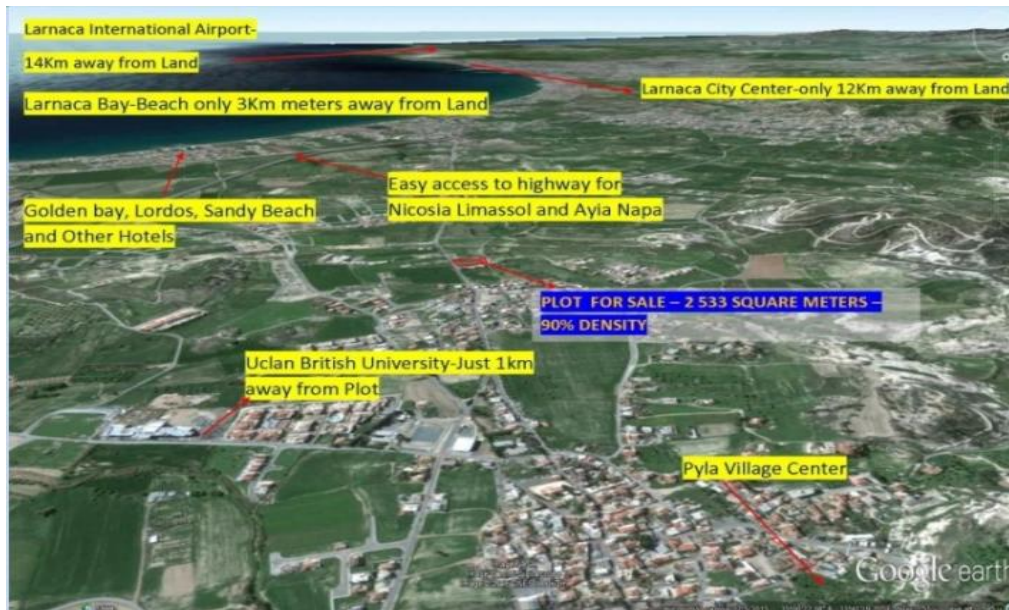 Larnaca International Airport-
14Km away from Land
Larnaca Bay-Beach only 3Km meters away from Land
Larnaca City Center-only 12Km away from Land
Easy access to highway for
Nicosia Limassol and Ayia Napa
Golden bay, Lordos, Sandy Beach
and Other Hotels
PLOT FOR SALE – 2 533 SQUARE METERS –
90% DENSITY
Uclan British University-Just 1km
away from Plot
Pyla Village Center
Google earth